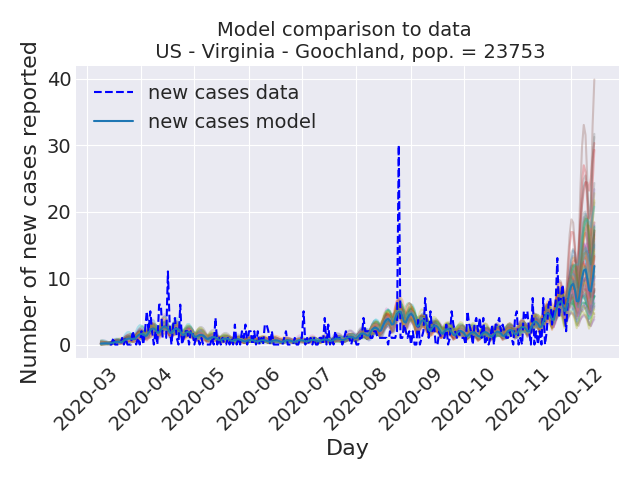 Model comparison to data
US - Virginia - Goochland, pop. = 23753
Number of new cases reported
40
30
20
10
0
new cases data
new cases model
2020-03
2020-04
2020-05
2020-06
2020-07
2020-08
2020-09
2020-10
2020-11
2020-12
Day